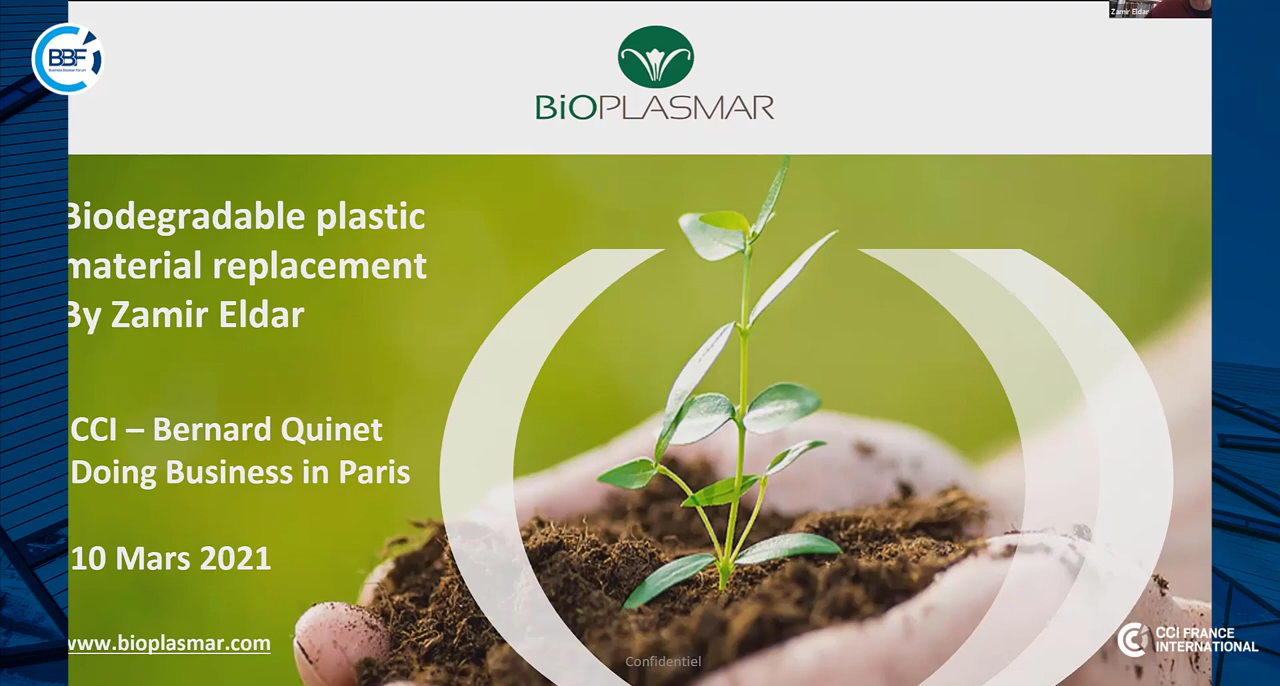 Zamir Eldar
BBF
BiOPLASMAR
Biodegradable plastic
material replacement
By Zamir Eldar
CCI – Bernard Quinet
Doing Business in Paris
10 Mars 2021
www.bioplasmar.com
Confidentiel
CCI FRANCE
INTERNATIONAL